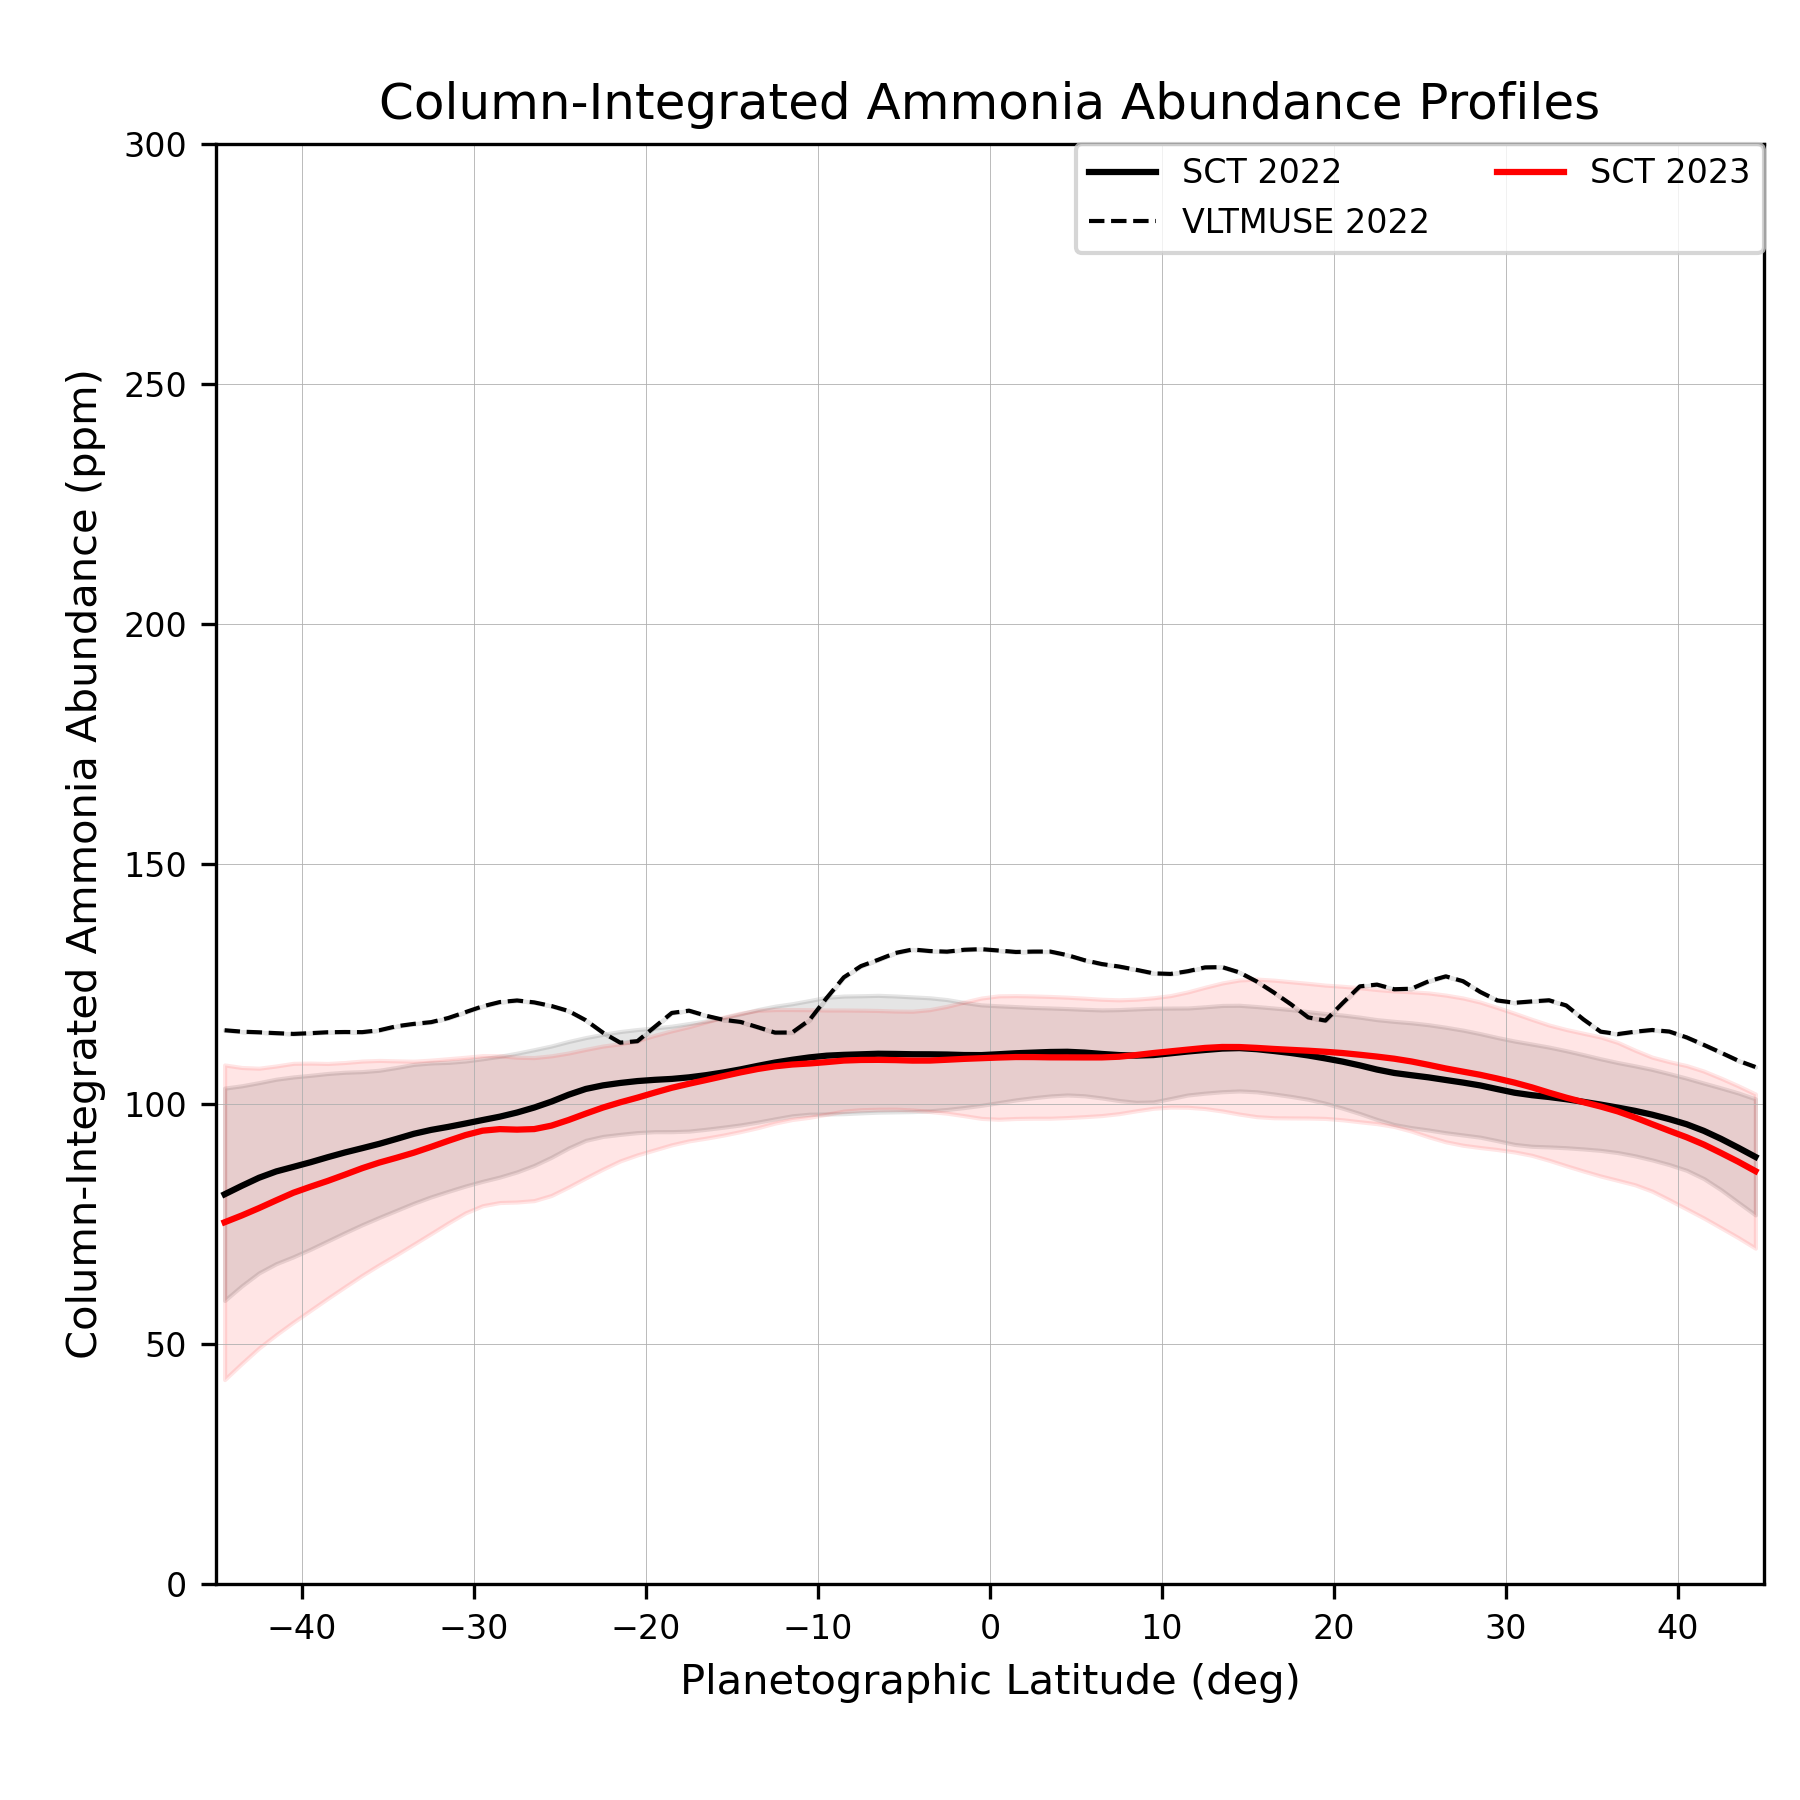 Column-Integrated Ammonia Abundance Profiles
SCT 2022
VLTMUSE 2022
SCT 2023
Column-Integrated Ammonia Abundance (ppm)
300
250
200
150
100
50
0
−40 −30 −20 −10 0 10 20 30 40
Planetographic Latitude (deg)